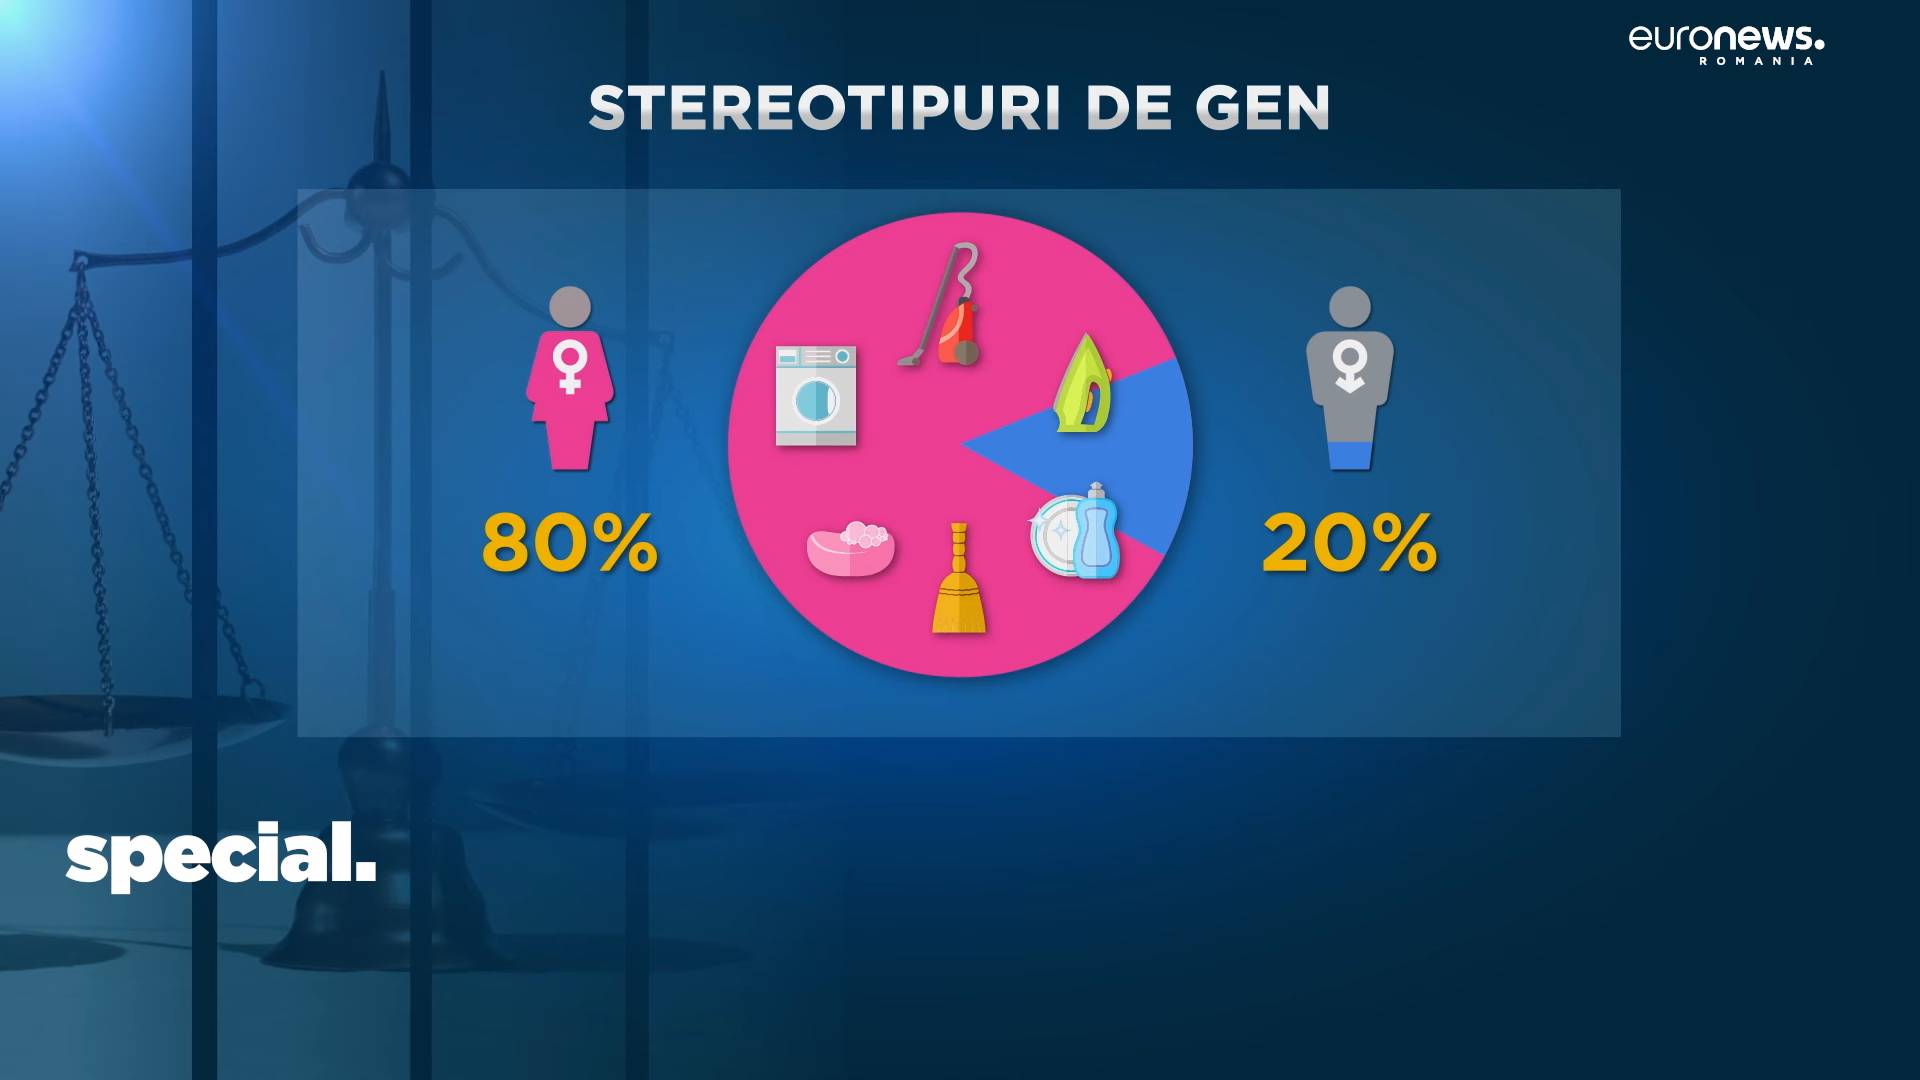 euronews.
ROMANIA
STEREOTIPURI DE GEN
80%
20%
special.